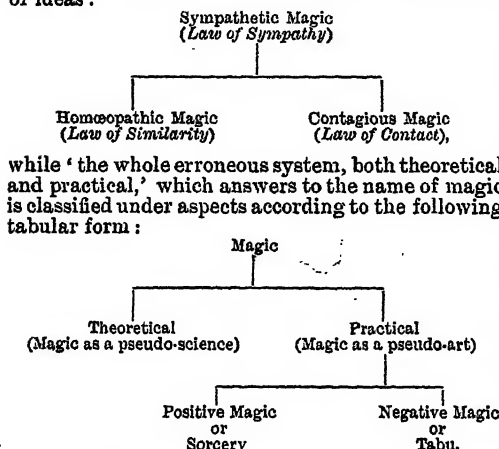 of ideas:
Sympathetic Magic
(Law of Sympathy)
Homœopathic Magic Contagious Magic
(Law of Similarity) (Law of Contact),
while ‘ the whole erroneous system, both theoretical
and practical,’ which answers to the name of magic
is classified under aspects according to the following
tabular form :
Magic
Theoretical Practical
(Magic as a pseudo-science) (Magic as a pseudo-art)
Positive Magic Negative Magic
or or
Sorcery Tabu.